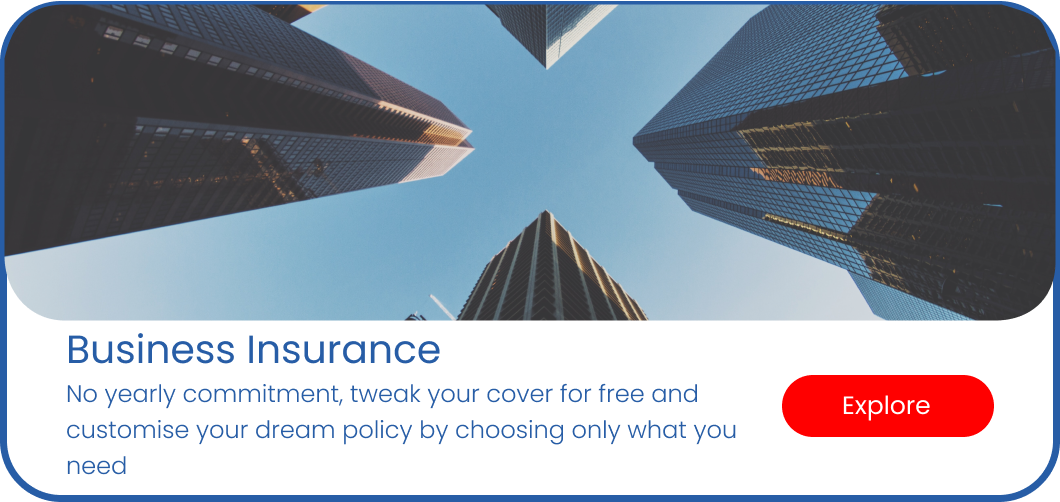 Business Insurance
No yearly commitment, tweak your cover for free and
customise your dream policy by choosing only what you
need
Explore